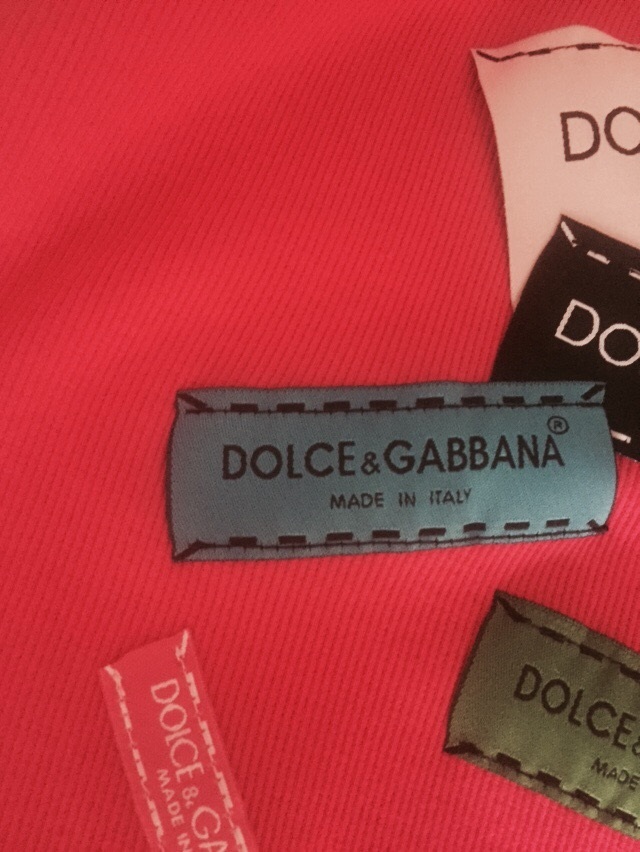 DO
DO
DOLCE&GABBANA®
MADE IN ITALY
DOLCE&
MADE
DOLCE & GA
MADE IN